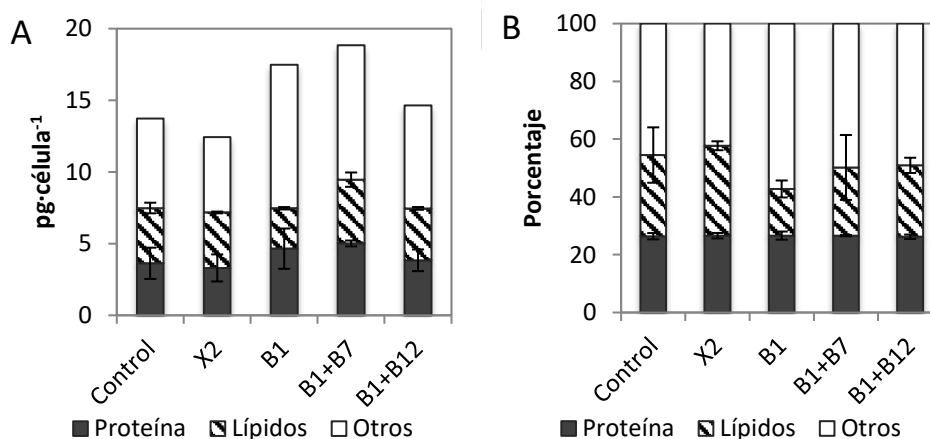 A
pg·célula⁻¹
20
15
10
5
0
Control
X2
B1
B1+B7
B1+B12
Proteína Lípidos Otros
B
Porcentaje
100
80
60
40
20
0
Control
X2
B1
B1+B7
B1+B12
Proteína Lípidos Otros